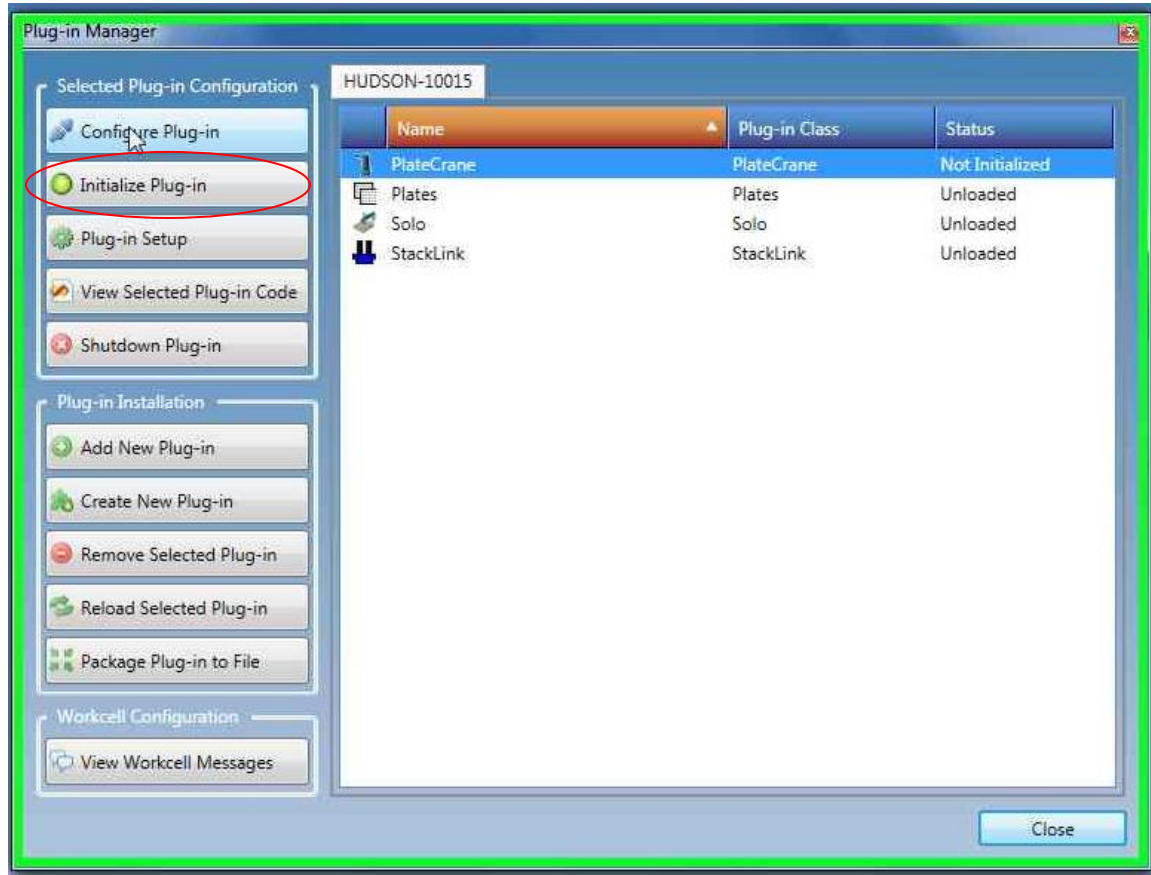 Plug-in Manager
Selected Plug-in Configuration
Configure Plug-in
Initialize Plug-in
Plug-in Setup
View Selected Plug-in Code
Shutdown Plug-in
Plug-in Installation
Add New Plug-in
Create New Plug-in
Remove Selected Plug-in
Reload Selected Plug-in
Package Plug-in to File
Workcell Configuration
View Workcell Messages
HUDSON-10015
Name Plug-in Class Status
PlateCrane PlateCrane Not Initialized
Plates Plates Unloaded
Solo Solo Unloaded
StackLink StackLink Unloaded
Close